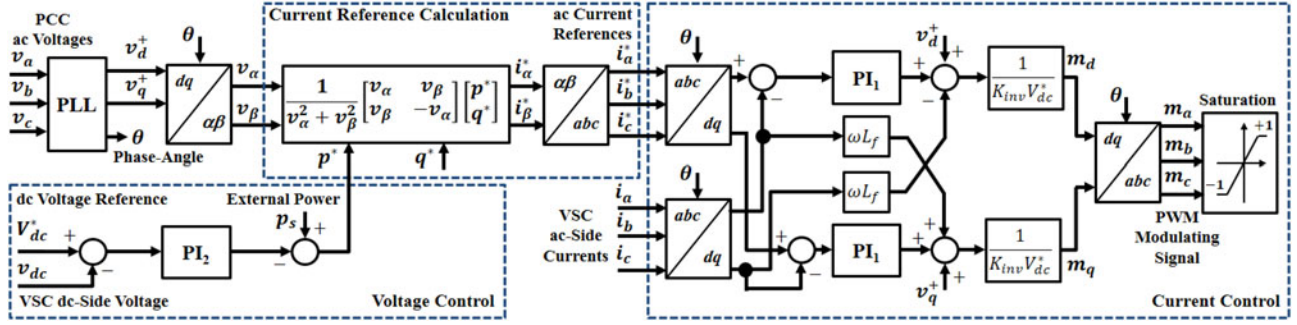 PCC
ac Voltages
v_a
v_b
v_c
PLL
v_d^+
v_q^+
θ
Phase-Angle
θ
dq
αβ
v_α
v_β
Current Reference Calculation
1
v_α^2 + v_β^2
[v_α v_β
v_β -v_α]
[p^*
q^*]
p^*
q^*
i_α^*
i_β^*
ac Current
References
αβ
abc
i_a^*
i_b^*
i_c^*
dc Voltage Reference
V_dc^*
+
−
v_dc
VSC dc-Side Voltage
PI_2
External Power
p_s
+
−
Voltage Control
θ
abc
dq
VSC
ac-Side
Currents
i_a
i_b
i_c
θ
abc
dq
+
−
PI_1
v_d^+
+
+
−
ωL_f
ωL_f
+
−
PI_1
+
+
+
v_q^+
1
K_inv V_dc^*
1
K_inv V_dc^*
m_d
m_q
θ
dq
abc
m_a
m_b
m_c
Saturation
+1
−1
PWM
Modulating
Signal
Current Control